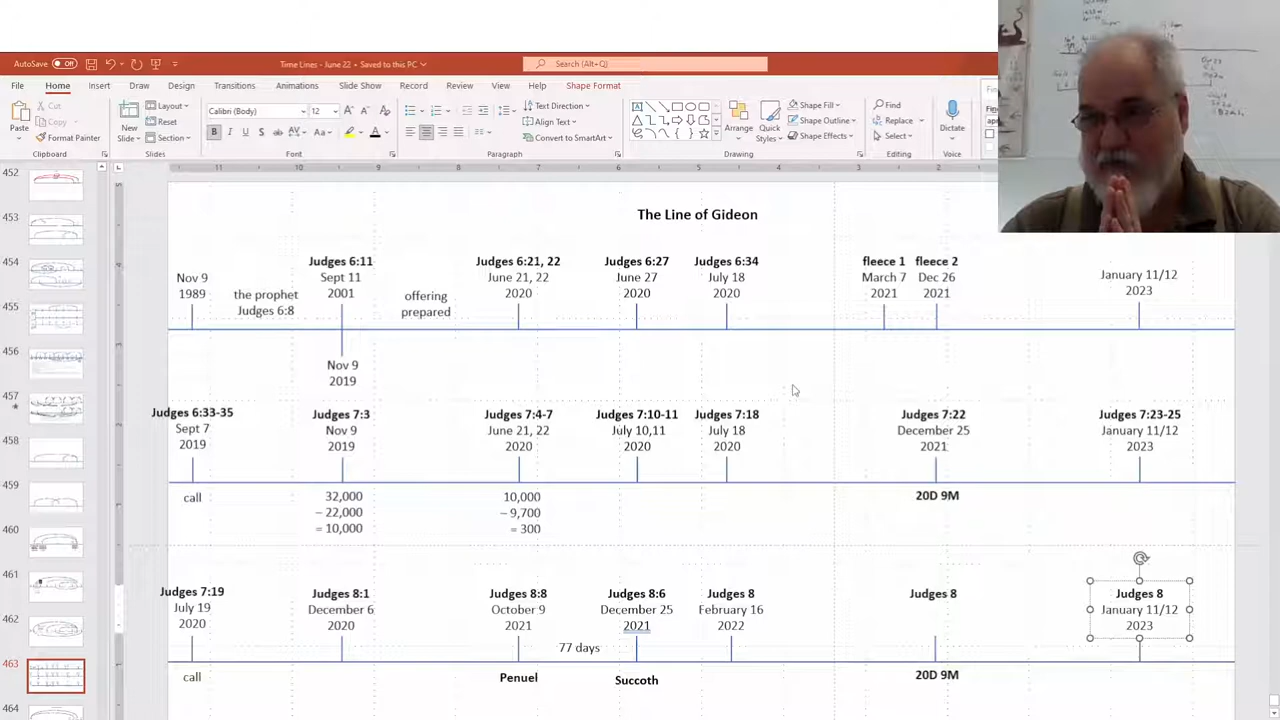 AutoSave Off
Time Lines - June 22 - Saved to this PC
Search (Alt+Q)
File Home Insert Draw Design Transitions Animations Slide Show Record Review View Help Shape Format
Paste
Cut
Copy
Format Painter
Clipboard
New
Slide
Layout
Reset
Section
Slides
Calibri (Body) 12
Font
Paragraph
Text Direction
Align Text
Convert to SmartArt
Arrange
Quick
Styles
Shape Fill
Shape Outline
Shape Effects
Drawing
Find
Replace
Select
Editing
Dictate
Voice
11 10 9 8 7 6 5 4 3 2
452
453
454
455
456
457
458
459
460
461
462
463
464
The Line of Gideon
Nov 9
1989
the prophet
Judges 6:8
Judges 6:11
Sept 11
2001
offering
prepared
Judges 6:21, 22
June 21, 22
2020
Judges 6:27
June 27
2020
Judges 6:34
July 18
2020
fleece 1
March 7
2021
fleece 2
Dec 26
2021
January 11/12
2023
Nov 9
2019
Judges 6:33-35
Sept 7
2019
Judges 7:3
Nov 9
2019
Judges 7:4-7
June 21, 22
2020
Judges 7:10-11
July 10,11
2020
Judges 7:18
July 18
2020
Judges 7:22
December 25
2021
Judges 7:23-25
January 11/12
2023
call
32,000
– 22,000
= 10,000
10,000
– 9,700
= 300
20D 9M
Judges 7:19
July 19
2020
Judges 8:1
December 6
2020
Judges 8:8
October 9
2021
77 days
Judges 8:6
December 25
2021
Judges 8
February 16
2022
Judges 8
Judges 8
January 11/12
2023
call
Penuel
Succoth
20D 9M